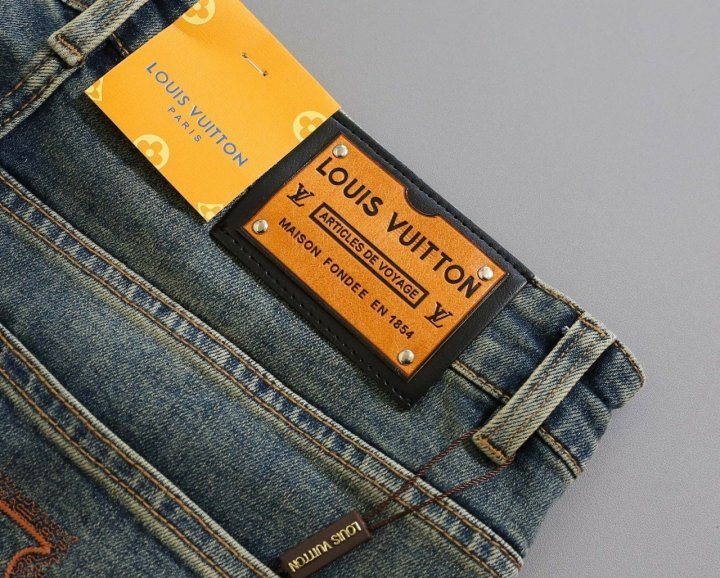 LOUIS VUITTON
PARIS
LOUIS VUITTON
LV ARTICLES DE VOYAGE LV
MAISON FONDEE EN 1854
LOUIS VUITTON